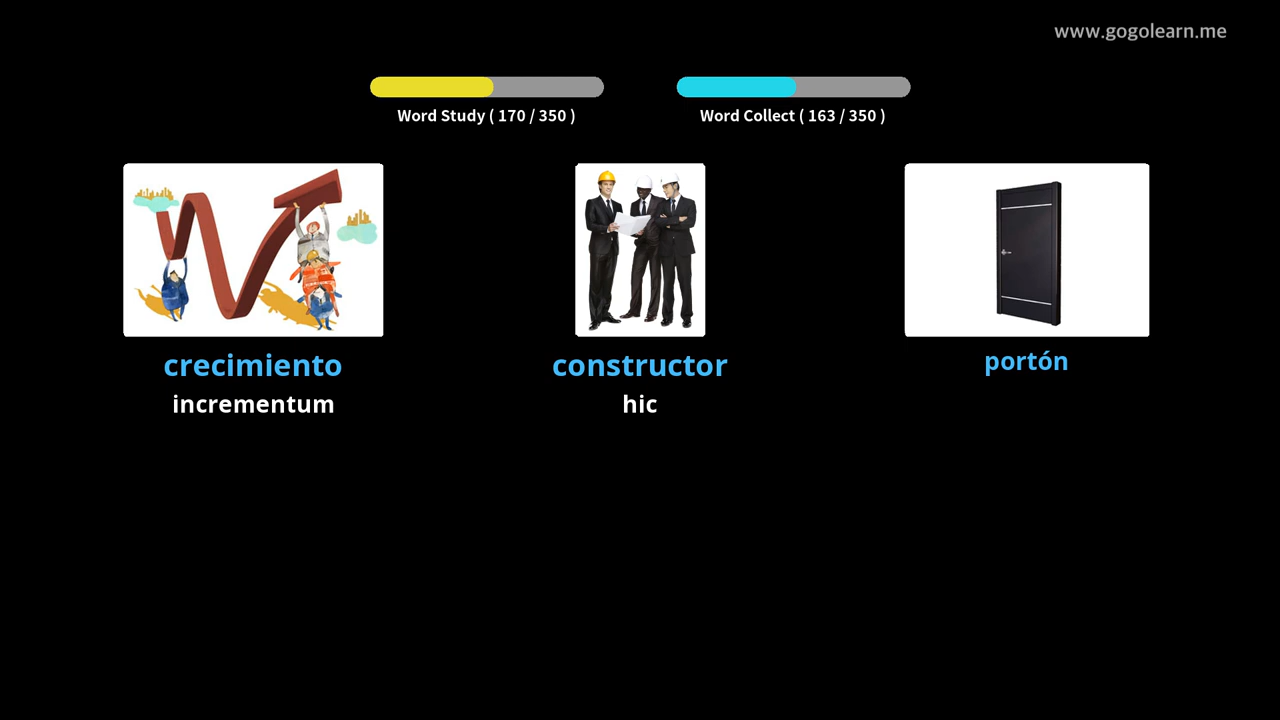 www.gogolearn.me
Word Study ( 170 / 350 )
Word Collect ( 163 / 350 )
crecimiento
incrementum
constructor
hic
portón